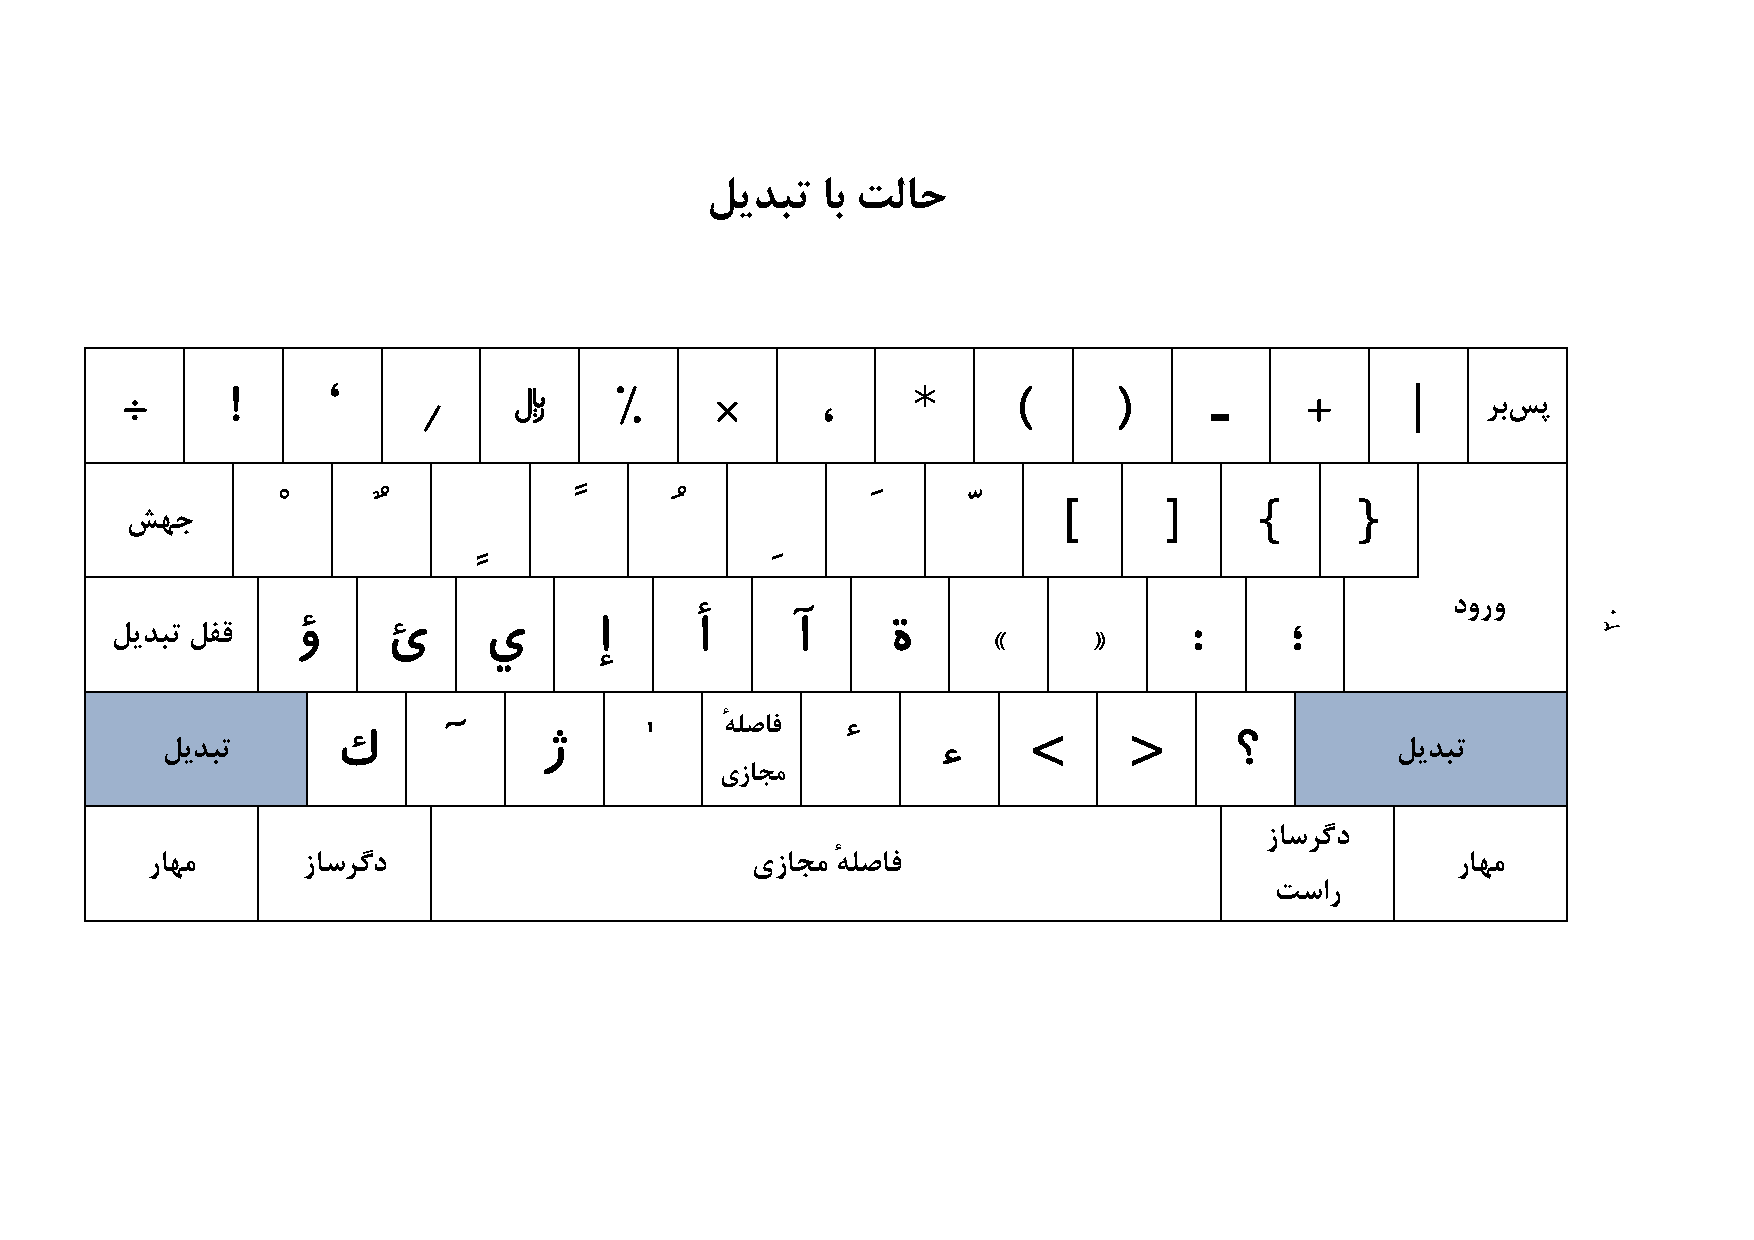 حالت با تبدیل
÷ ! ٬ ٫ ﷼ ٪ × ، * ( ) - + | پس‌بر
جهش ْ ٌ ٍ ً ُ ِ َ ّ [ ] { }
ورود
قفل تبدیل ؤ ئ ي إ أ آ ة « » : ؛
تبدیل ك ٓ ژ ٰ فاصلهٔ مجازی ٔ ء < > ؟ تبدیل
مهار دگرساز فاصلهٔ مجازی دگرساز راست مهار
۲۰